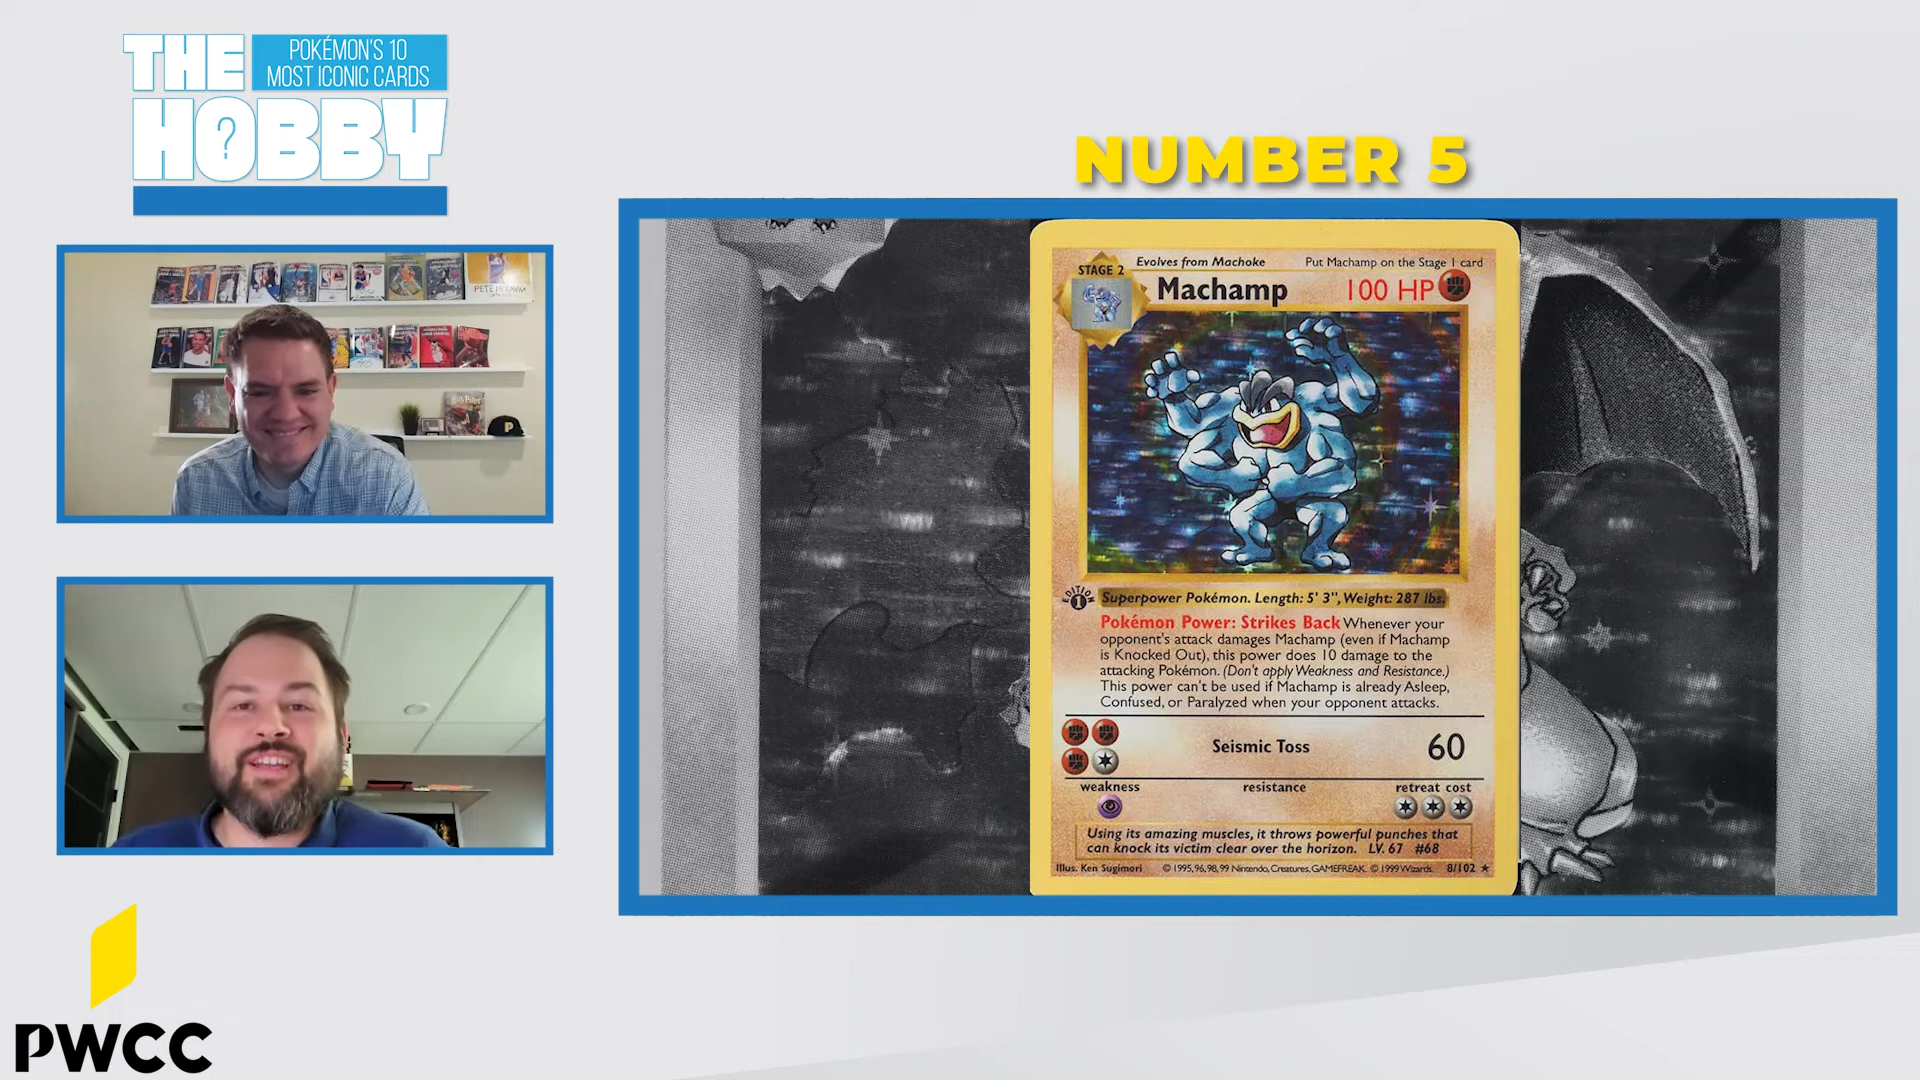 THE
POKÉMON'S 10
MOST ICONIC CARDS
HOBBY
?
NUMBER 5
STAGE 2
Evolves from Machoke
Put Machamp on the Stage 1 card
Machamp
100 HP
EDITION
1
Superpower Pokémon. Length: 5' 3", Weight: 287 lbs.
Pokémon Power: Strikes Back Whenever your
opponent's attack damages Machamp (even if Machamp
is Knocked Out), this power does 10 damage to the
attacking Pokémon. (Don't apply Weakness and Resistance.)
This power can't be used if Machamp is already Asleep,
Confused, or Paralyzed when your opponent attacks.
Seismic Toss
60
weakness
resistance
retreat cost
Using its amazing muscles, it throws powerful punches that
can knock its victim clear over the horizon. LV. 67 #68
Illus. Ken Sugimori
© 1995, 96, 98, 99 Nintendo, Creatures, GAMEFREAK. © 1999 Wizards.
8/102
Harry Potter
P
PWCC